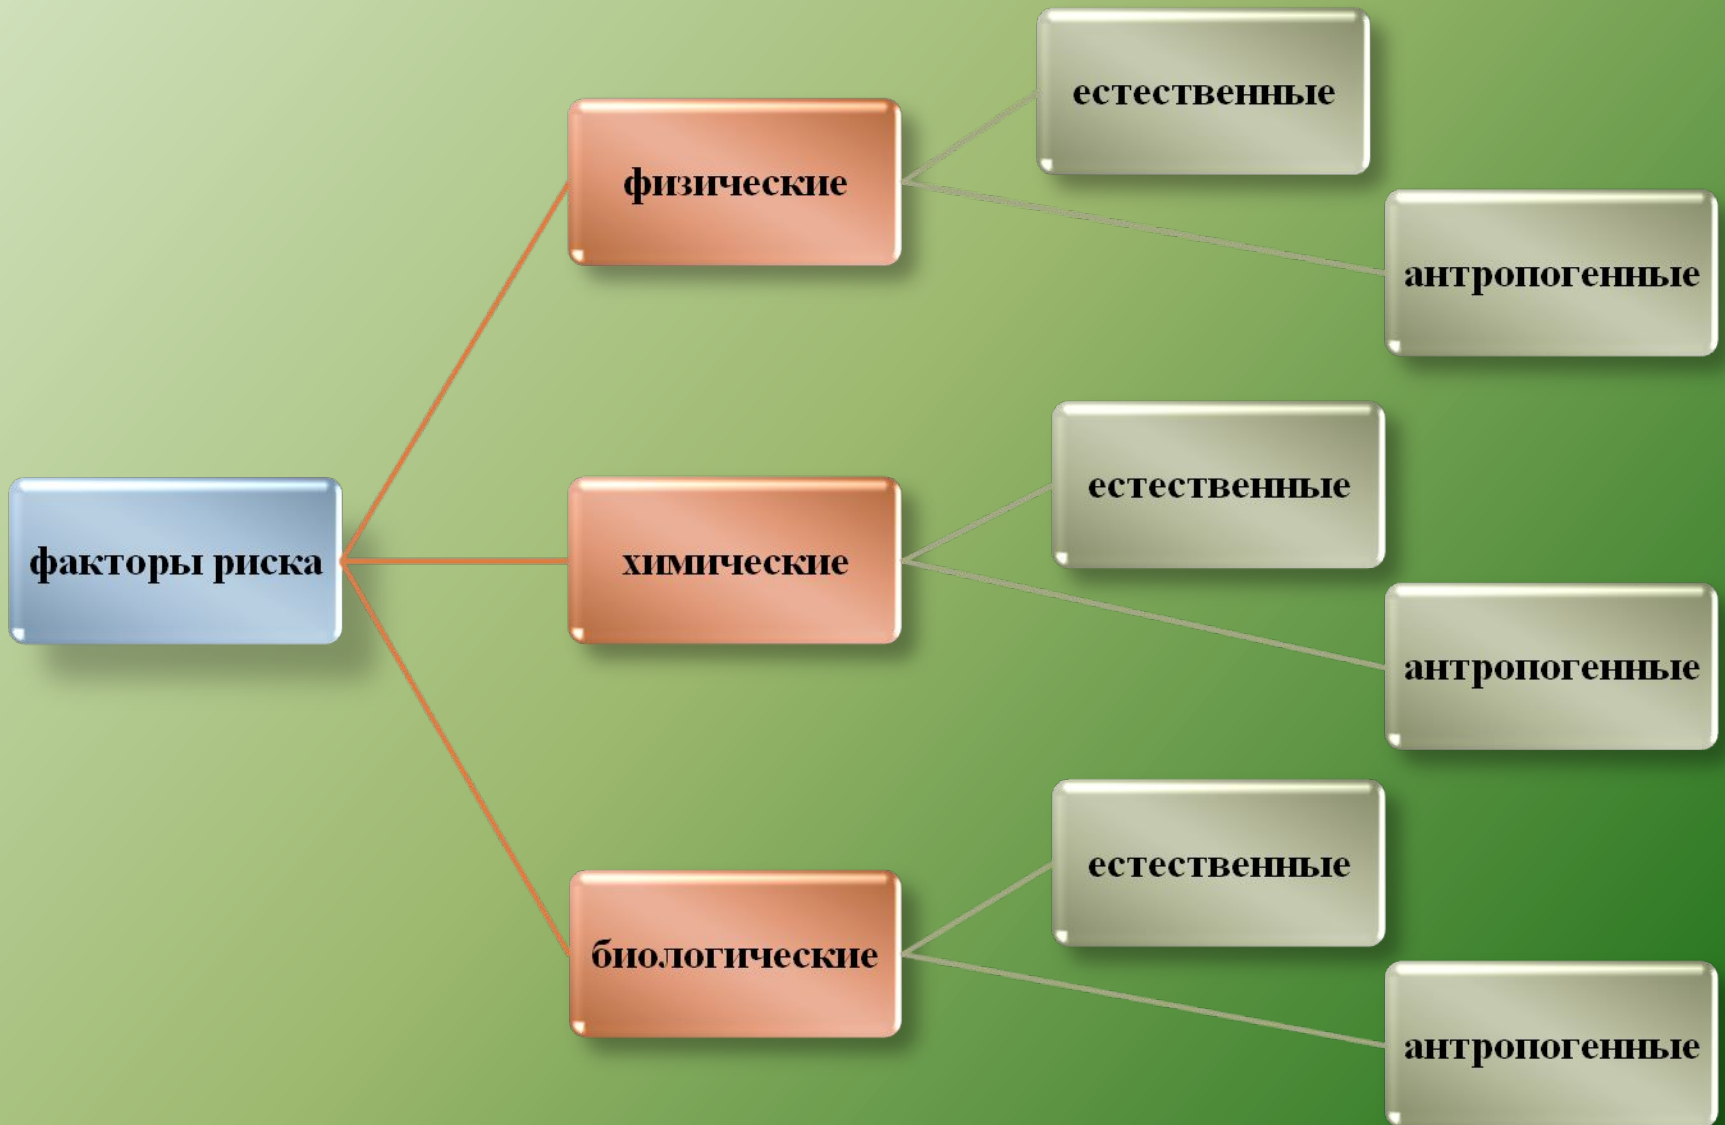 факторы риска
физические
естественные
антропогенные
химические
естественные
антропогенные
биологические
естественные
антропогенные